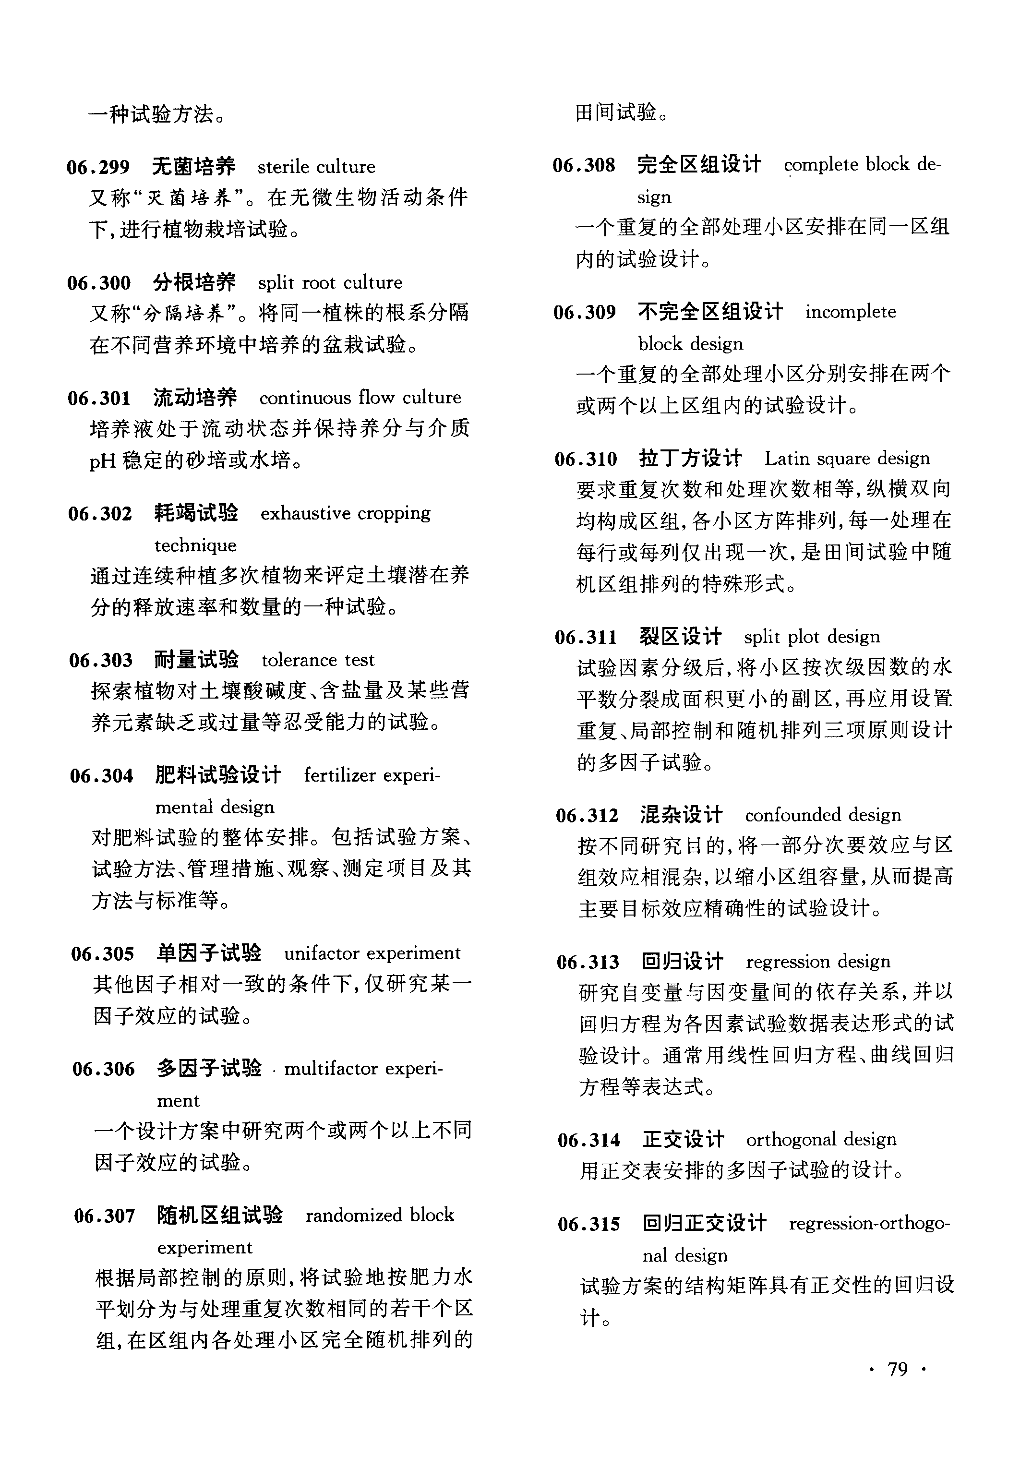 一种试验方法。
06.299 无菌培养 sterile culture
又称“灭菌培养”。在无微生物活动条件
下,进行植物栽培试验。
06.300 分根培养 split root culture
又称“分隔培养”。将同一植株的根系分隔
在不同营养环境中培养的盆栽试验。
06.301 流动培养 continuous flow culture
培养液处于流动状态并保持养分与介质
pH 稳定的砂培或水培。
06.302 耗竭试验 exhaustive cropping
technique
通过连续种植多次植物来评定土壤潜在养
分的释放速率和数量的一种试验。
06.303 耐量试验 tolerance test
探索植物对土壤酸碱度、含盐量及某些营
养元素缺乏或过量等忍受能力的试验。
06.304 肥料试验设计 fertilizer experi-
mental design
对肥料试验的整体安排。包括试验方案、
试验方法、管理措施、观察、测定项目及其
方法与标准等。
06.305 单因子试验 unifactor experiment
其他因子相对一致的条件下,仅研究某一
因子效应的试验。
06.306 多因子试验 multifactor experi-
ment
一个设计方案中研究两个或两个以上不同
因子效应的试验。
06.307 随机区组试验 randomized block
experiment
根据局部控制的原则,将试验地按肥力水
平划分为与处理重复次数相同的若干个区
组,在区组内各处理小区完全随机排列的
田间试验。
06.308 完全区组设计 complete block de-
sign
一个重复的全部处理小区安排在同一区组
内的试验设计。
06.309 不完全区组设计 incomplete
block design
一个重复的全部处理小区分别安排在两个
或两个以上区组内的试验设计。
06.310 拉丁方设计 Latin square design
要求重复次数和处理次数相等,纵横双向
均构成区组,各小区方阵排列,每一处理在
每行或每列仅出现一次,是田间试验中随
机区组排列的特殊形式。
06.311 裂区设计 split plot design
试验因素分级后,将小区按次级因数的水
平数分裂成面积更小的副区,再应用设置
重复、局部控制和随机排列三项原则设计
的多因子试验。
06.312 混杂设计 confounded design
按不同研究目的,将一部分次要效应与区
组效应相混杂,以缩小区组容量,从而提高
主要目标效应精确性的试验设计。
06.313 回归设计 regression design
研究自变量与因变量间的依存关系,并以
回归方程为各因素试验数据表达形式的试
验设计。通常用线性回归方程、曲线回归
方程等表达式。
06.314 正交设计 orthogonal design
用正交表安排的多因子试验的设计。
06.315 回归正交设计 regression-orthogo-
nal design
试验方案的结构矩阵具有正交性的回归设
计。
· 79 ·